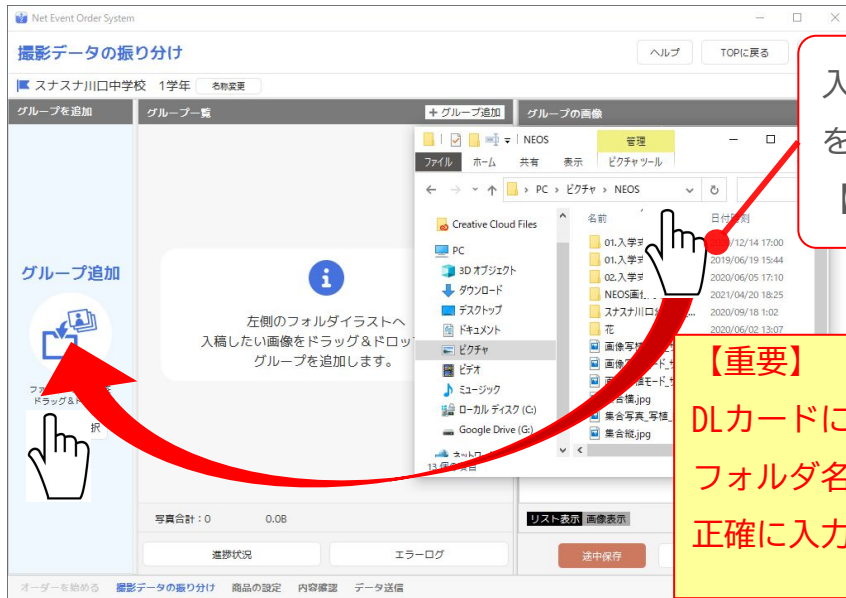 Net Event Order System
撮影データの振り分け
ヘルプ
TOPに戻る
スナスナ川口中学校 1学年
名称変更
グループを追加
グループ一覧
+ グループ追加
グループの画像
グループ追加
ドラッグ&
択
左側のフォルダイラストへ
入稿したい画像をドラッグ&ドロッ
グループを追加します。
写真合計：0
0.0B
進捗状況
エラーログ
NEOS
管理
ファイル
ホーム
共有
表示
ピクチャ ツール
PC › ピクチャ › NEOS
Creative Cloud Files
PC
3D オブジェクト
ダウンロード
デスクトップ
ドキュメント
ピクチャ
ビデオ
ミュージック
ローカル ディスク (C:)
Google Drive (G:)
名前
日付時刻
01.入学式
/12/14 17:00
01.入学式
2019/06/19 15:44
02.入学式
2020/06/05 17:10
NEOS画
2021/04/20 18:25
スナスナ川口
2020/09/18 1:02
花
2020/06/02 13:07
画像写植
画像写
合横.jpg
集合写真_写植_
集合縦.jpg
リスト表示
画像表示
途中保存
入
を
【
【重要】
DLカードに
フォルダ名
正確に入力
オーダーを始める
撮影データの振り分け
商品の設定
内容確認
データ送信